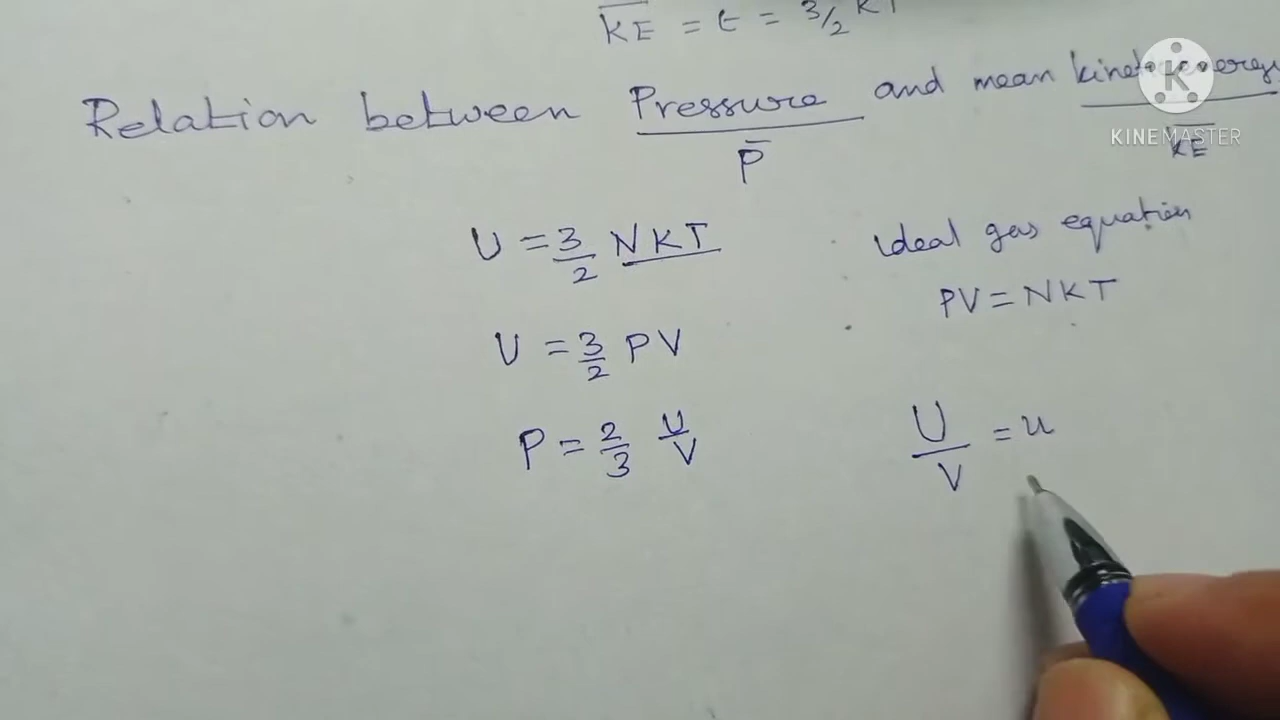 KE = ε = 3/2 KT
Relation between Pressure and mean kinetic energy
P̄ K̅E̅
U = 3/2 NKT
Ideal gas equation
PV = NKT
U = 3/2 PV
P = 2/3 U/V
U/V = u
K
KINEMASTER